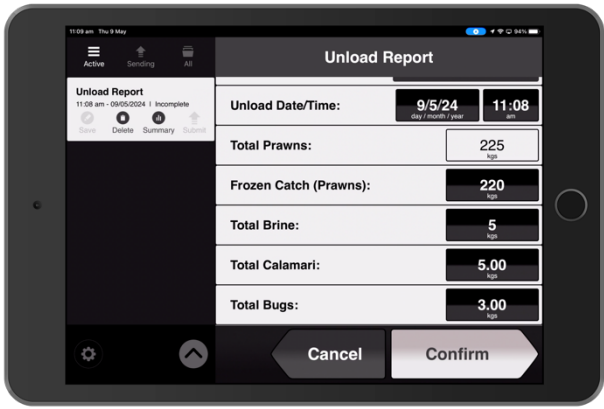 11:09 am Thu 9 May
94%
Active
Sending
All
Unload Report
Unload Report
11:08 am - 09/05/2024 | Incomplete
Save
Delete
Summary
Submit
Unload Date/Time:
9/5/24
day / month / year
11:08
am
Total Prawns:
225
kgs
Frozen Catch (Prawns):
220
kgs
Total Brine:
5
kgs
Total Calamari:
5.00
kgs
Total Bugs:
3.00
kgs
Cancel
Confirm